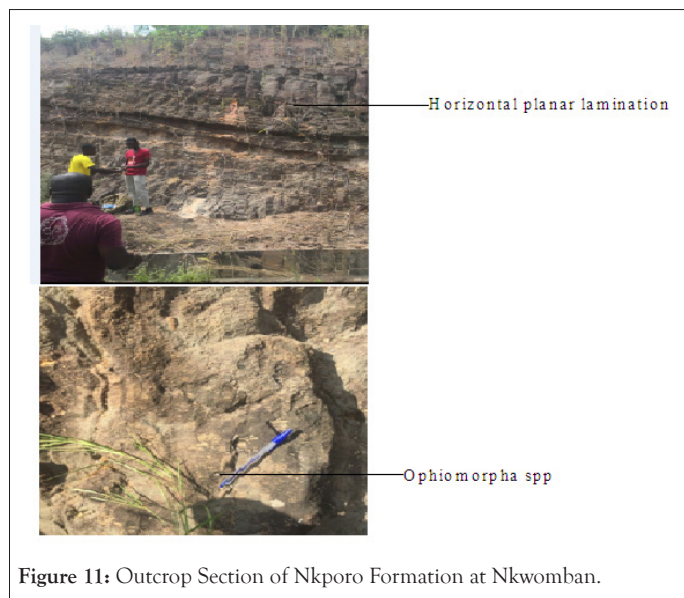 Horizontal planar lamination
Ophiomorpha spp
Figure 11: Outcrop Section of Nkporo Formation at Nkwomban.